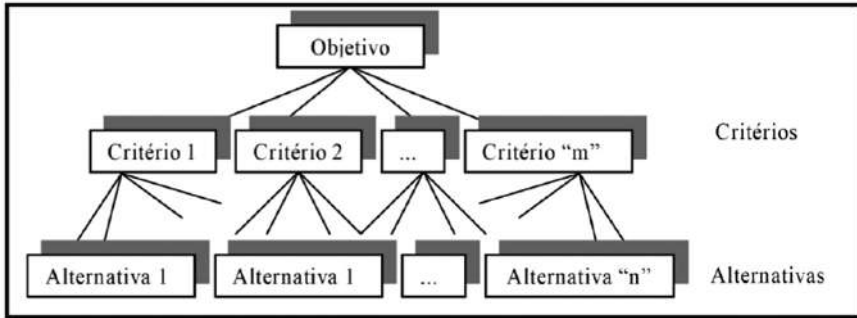 Objetivo
Critério 1 Critério 2 ... Critério “m” Critérios
Alternativa 1 Alternativa 1 ... Alternativa “n” Alternativas